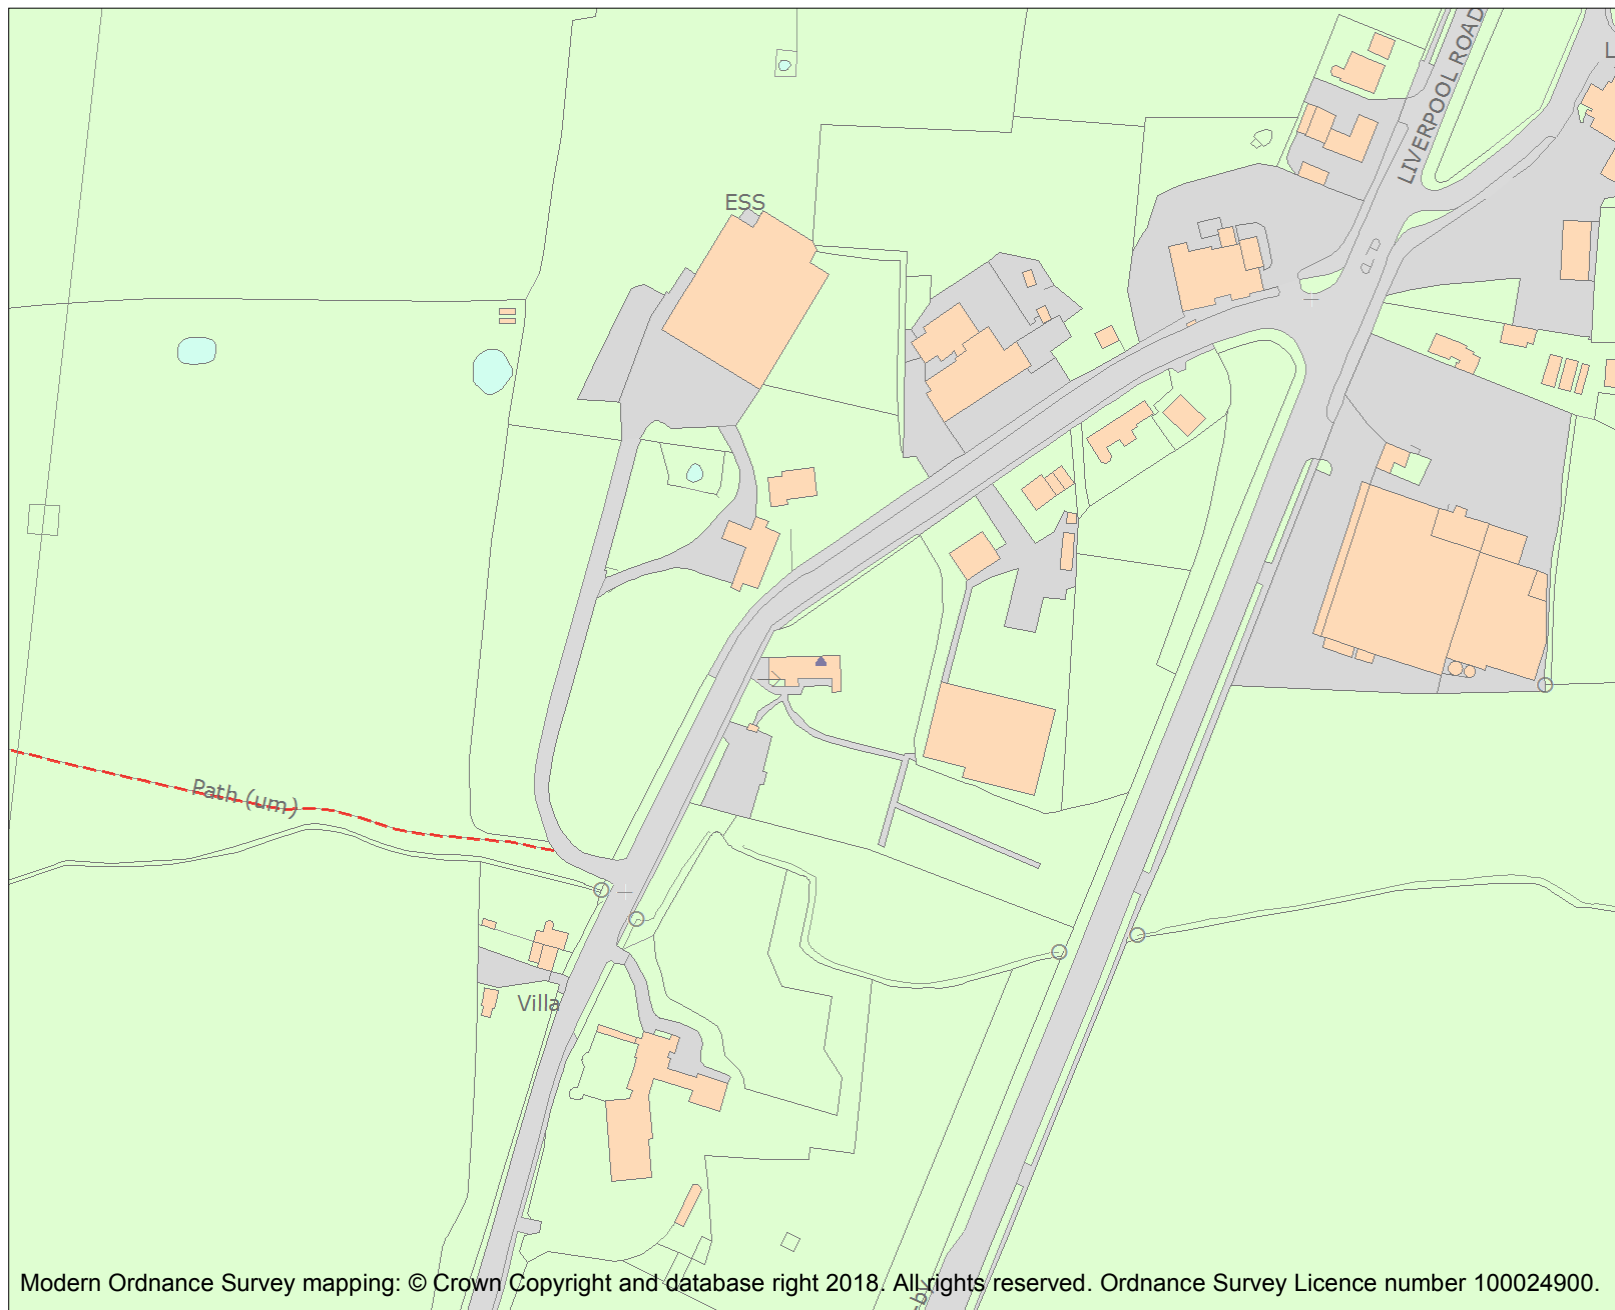 LIVERPOOL ROAD
ESS
Path (um)
Villa
Modern Ordnance Survey mapping: © Crown Copyright and database right 2018. All rights reserved. Ordnance Survey Licence number 100024900.